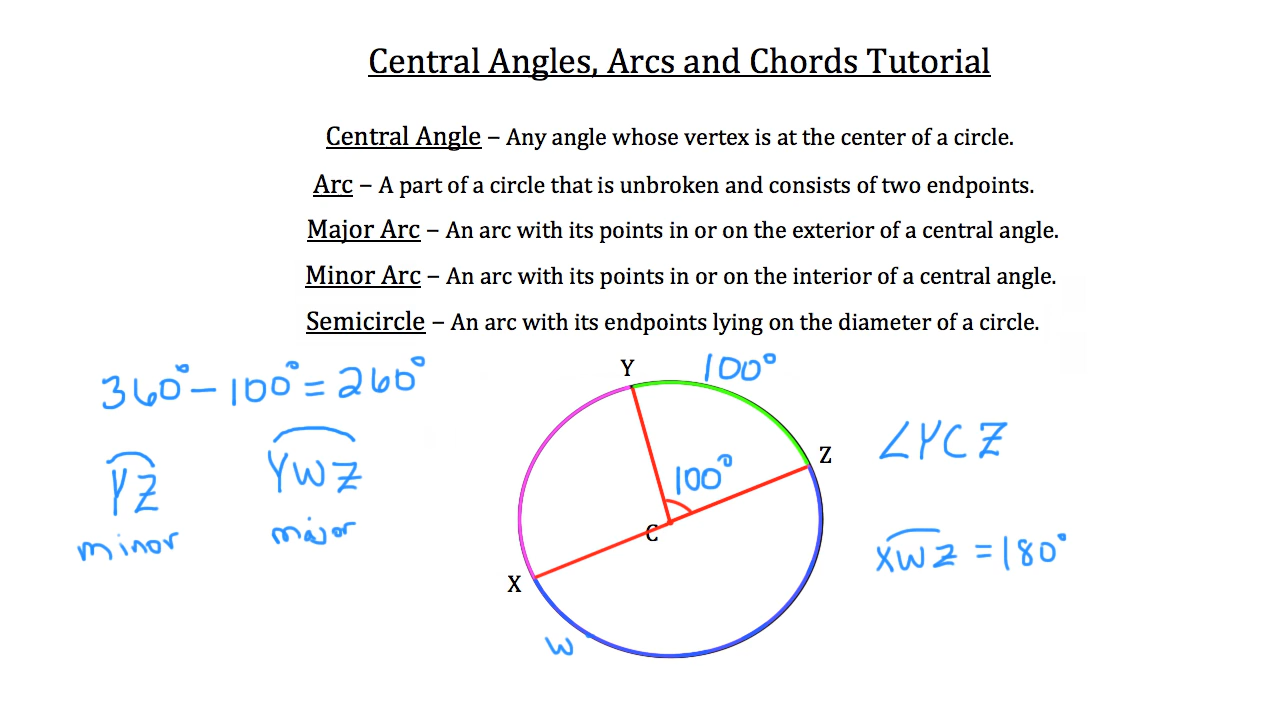 Central Angles, Arcs and Chords Tutorial
Central Angle – Any angle whose vertex is at the center of a circle.
Arc – A part of a circle that is unbroken and consists of two endpoints.
Major Arc – An arc with its points in or on the exterior of a central angle.
Minor Arc – An arc with its points in or on the interior of a central angle.
Semicircle – An arc with its endpoints lying on the diameter of a circle.
360° – 100° = 260°
YZ
minor
YWZ
major
Y
100°
Z
100°
C
X
W
∠YCZ
XWZ = 180°